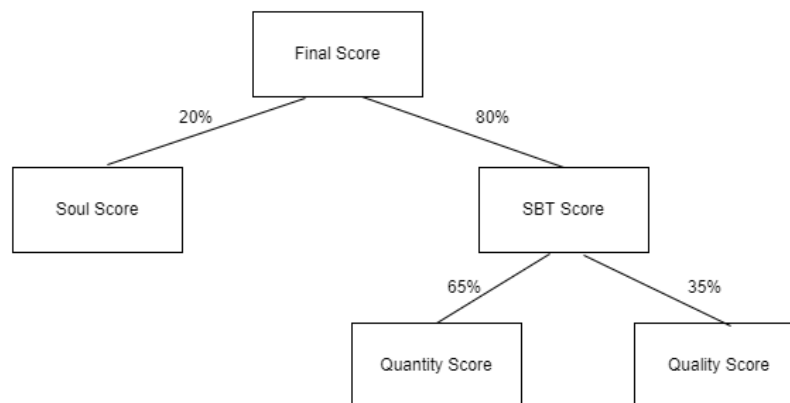 Final Score
20%
80%
Soul Score
SBT Score
65%
35%
Quantity Score
Quality Score